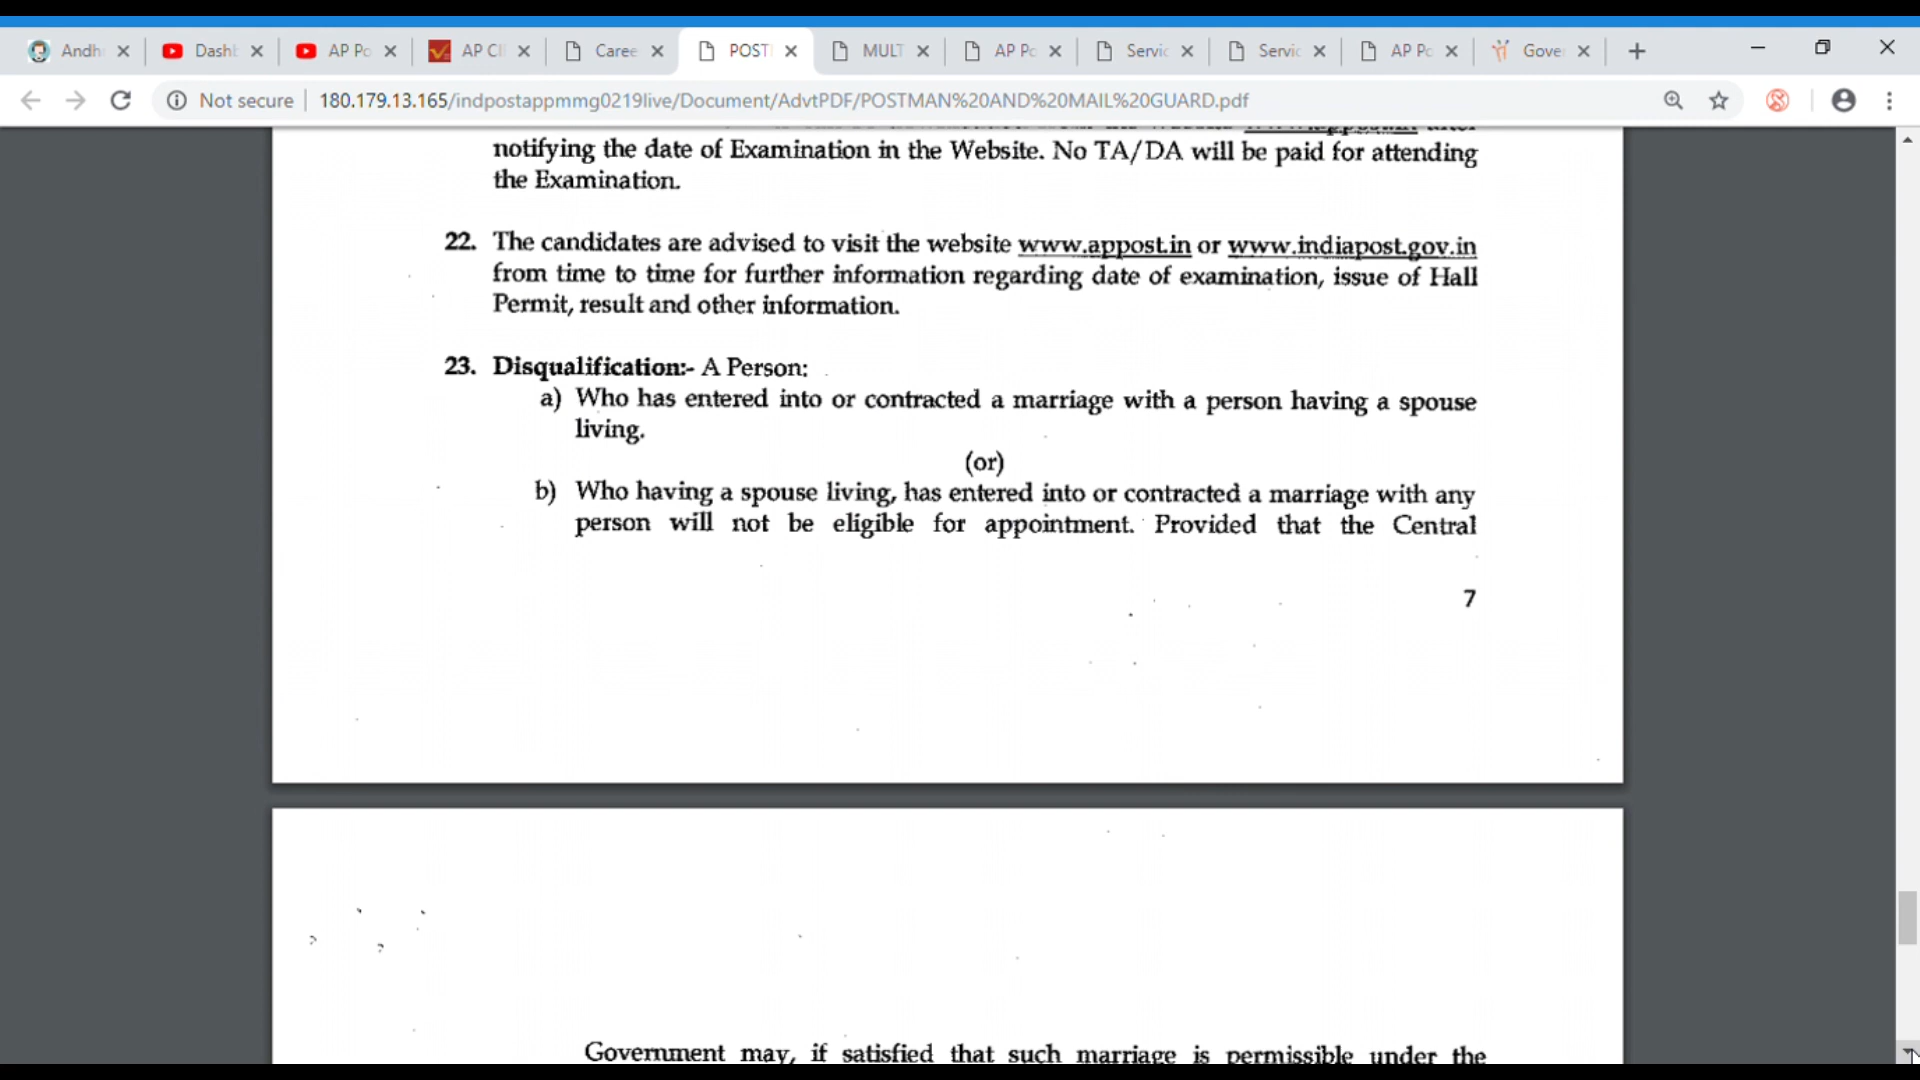 Andh
Dash
AP Po
AP CI
Caree
POSTI
MULT
AP Po
Servic
Servic
AP Po
Gove
Not secure
180.179.13.165/indpostappmmg0219live/Document/AdvtPDF/POSTMAN%20AND%20MAIL%20GUARD.pdf
notifying the date of Examination in the Website. No TA/DA will be paid for attending
the Examination.
22. The candidates are advised to visit the website www.appost.in or www.indiapost.gov.in
from time to time for further information regarding date of examination, issue of Hall
Permit, result and other information.
23. Disqualification:- A Person:
a) Who has entered into or contracted a marriage with a person having a spouse
living.
(or)
b) Who having a spouse living, has entered into or contracted a marriage with any
person will not be eligible for appointment. Provided that the Central
7
Government may, if satisfied that such marriage is permissible under the